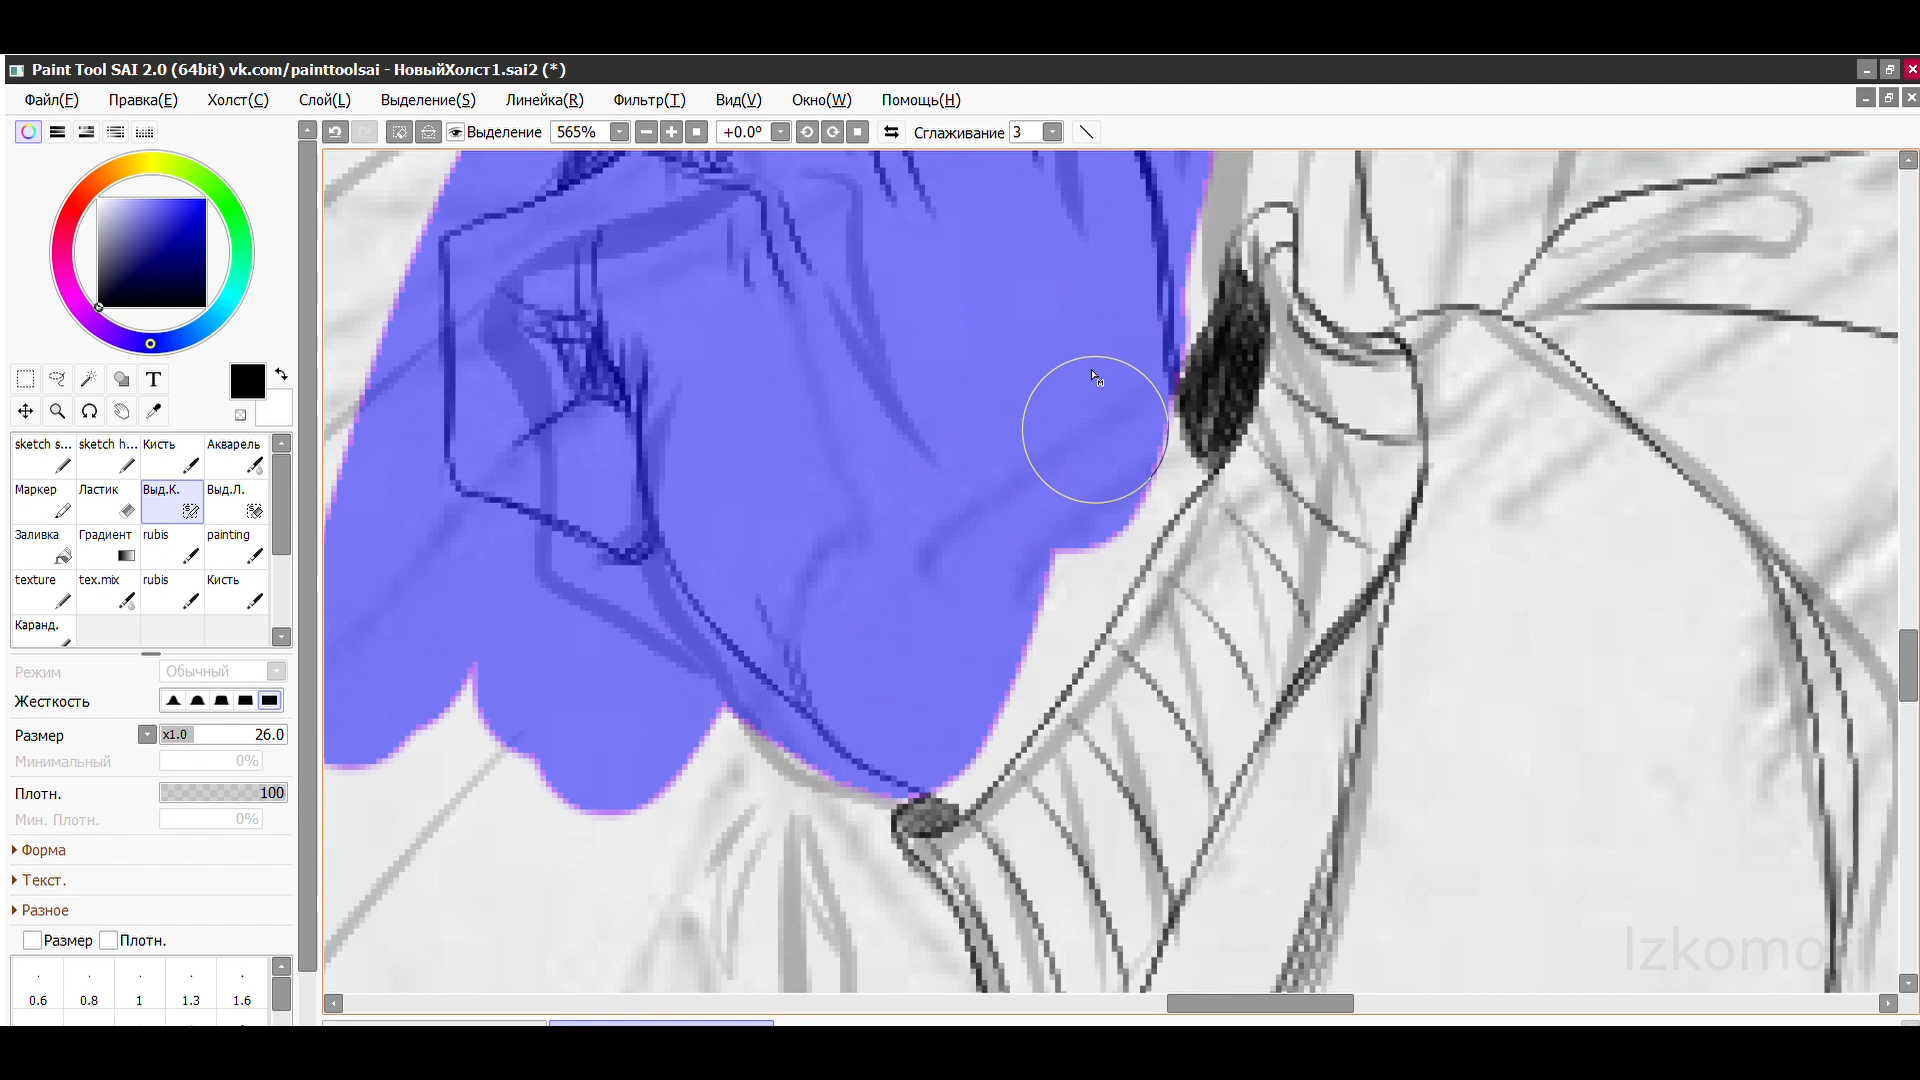 Paint Tool SAI 2.0 (64bit) vk.com/painttoolsai - НовыйХолст1.sai2 (*)
Файл(F) Правка(E) Холст(C) Слой(L) Выделение(S) Линейка(R) Фильтр(T) Вид(V) Окно(W) Помощь(H)
Выделение 565% +0.0° Сглаживание 3
T
sketch s... sketch h... Кисть Акварель
Маркер Ластик Выд.К. Выд.Л.
Заливка Градиент rubis painting
texture tex.mix rubis Кисть
Каранд.
Режим Обычный
Жесткость
Размер x1.0 26.0
Минимальный 0%
Плотн. 100
Мин. Плотн. 0%
Форма
Текст.
Разное
Размер Плотн.
0.6 0.8 1 1.3 1.6
Izkomori